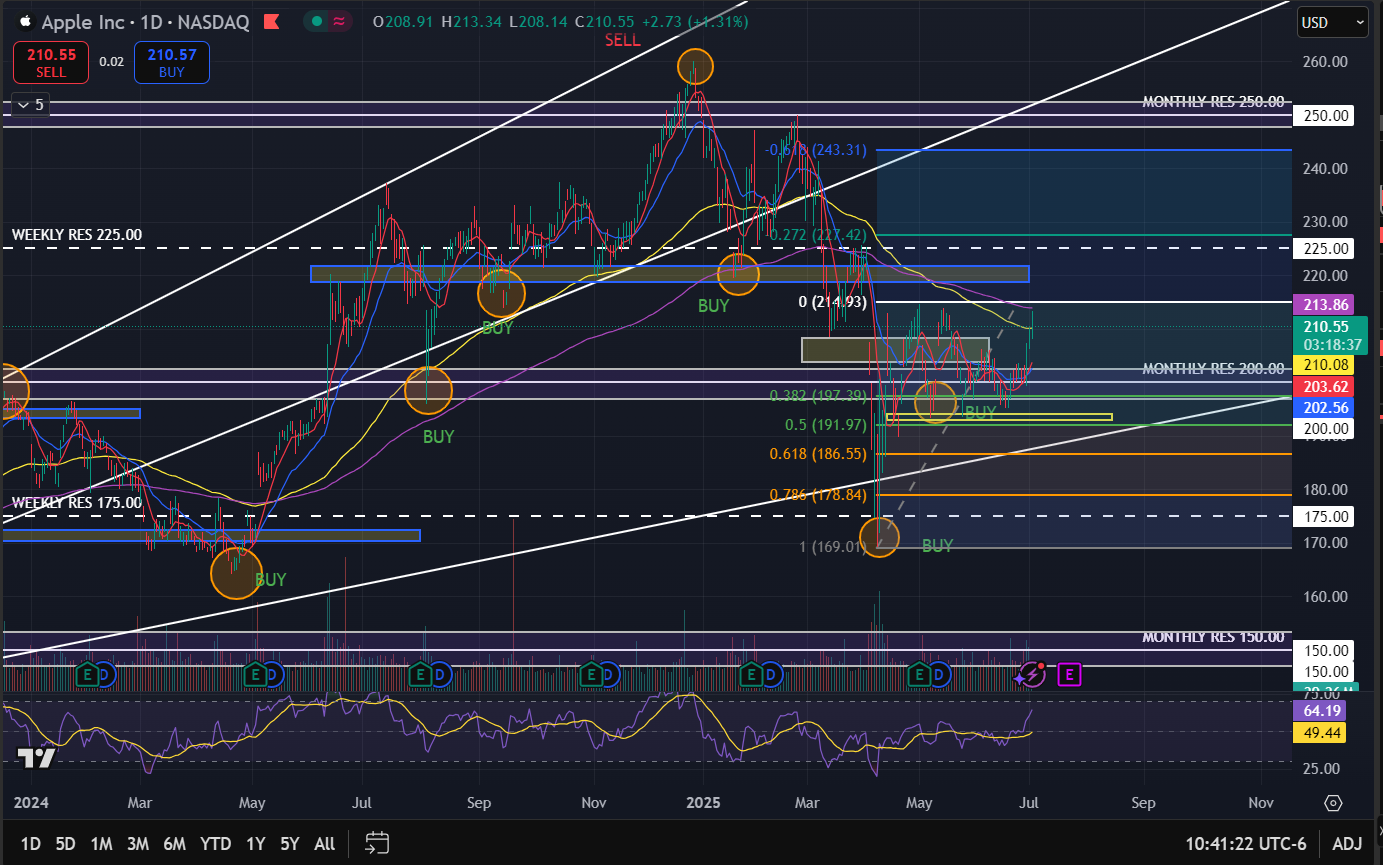 Apple Inc · 1D · NASDAQ
O208.91 H213.34 L208.14 C210.55 +2.73 (+1.31%)
USD
210.55
SELL
0.02
210.57
BUY
5
SELL
260.00
MONTHLY RES 250.00
250.00
-0.618 (243.31)
240.00
230.00
WEEKLY RES 225.00
0.272 (227.42)
225.00
220.00
BUY
0 (214.93)
213.86
BUY
210.55
03:18:37
210.08
MONTHLY RES 200.00
203.62
0.382 (197.39)
202.56
BUY
200.00
BUY
0.5 (191.97)
190.00
0.618 (186.55)
180.00
WEEKLY RES 175.00
0.786 (178.84)
175.00
1 (169.01)
BUY
170.00
BUY
160.00
MONTHLY RES 150.00
150.00
150.00
E D E D E D E D E D E D E
75.00
64.19
49.44
25.00
2024 Mar May Jul Sep Nov 2025 Mar May Jul Sep Nov
1D 5D 1M 3M 6M YTD 1Y 5Y All
10:41:22 UTC-6
ADJ